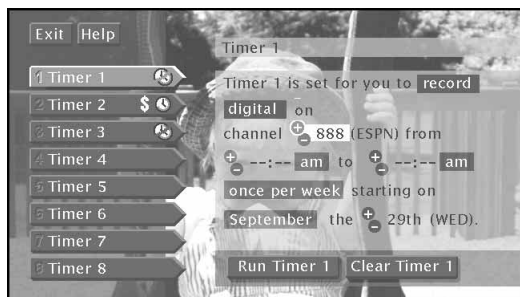 Exit Help
Timer 1
1 Timer 1
2 Timer 2 $
3 Timer 3
4 Timer 4
5 Timer 5
6 Timer 6
7 Timer 7
8 Timer 8
Timer 1 is set for you to record
digital on
channel 888 (ESPN) from
--:-- am to --:-- am
once per week starting on
September the 29th (WED).
Run Timer 1 Clear Timer 1